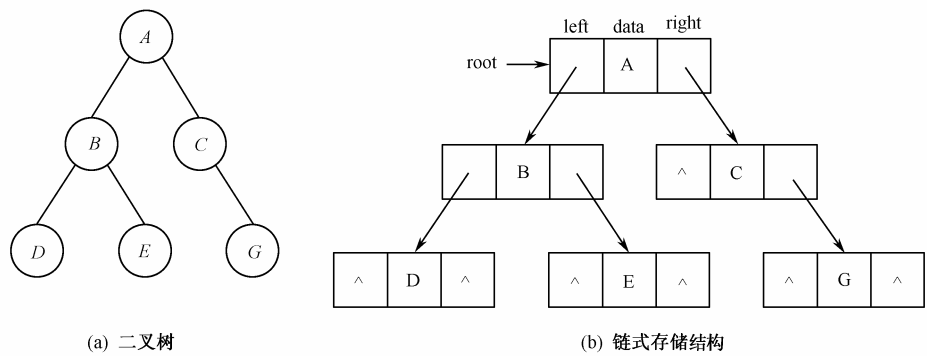 left data right
root
A
A
B
C
B
^ C
D
E
G
^ D ^
^ E ^
^ G ^
(a) 二叉树
(b) 链式存储结构